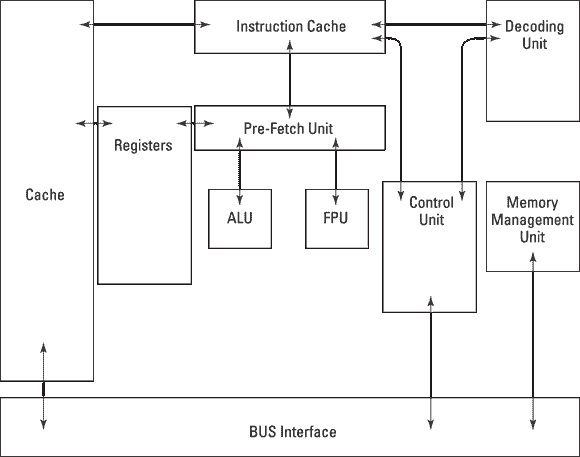 Instruction Cache
Decoding
Unit
Pre-Fetch Unit
Registers
Cache
ALU
FPU
Control
Unit
Memory
Management
Unit
BUS Interface